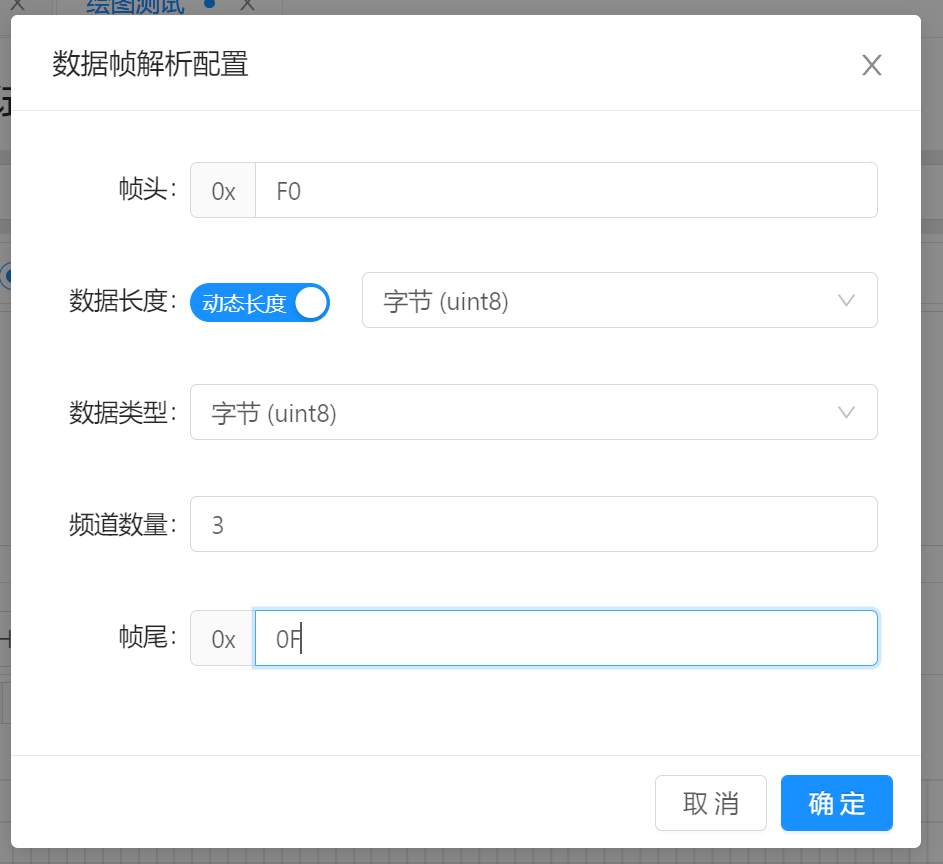 绘图测试
数据帧解析配置
帧头: 0x F0
数据长度: 动态长度 字节 (uint8)
数据类型: 字节 (uint8)
频道数量: 3
帧尾: 0x 0F
取 消 确 定